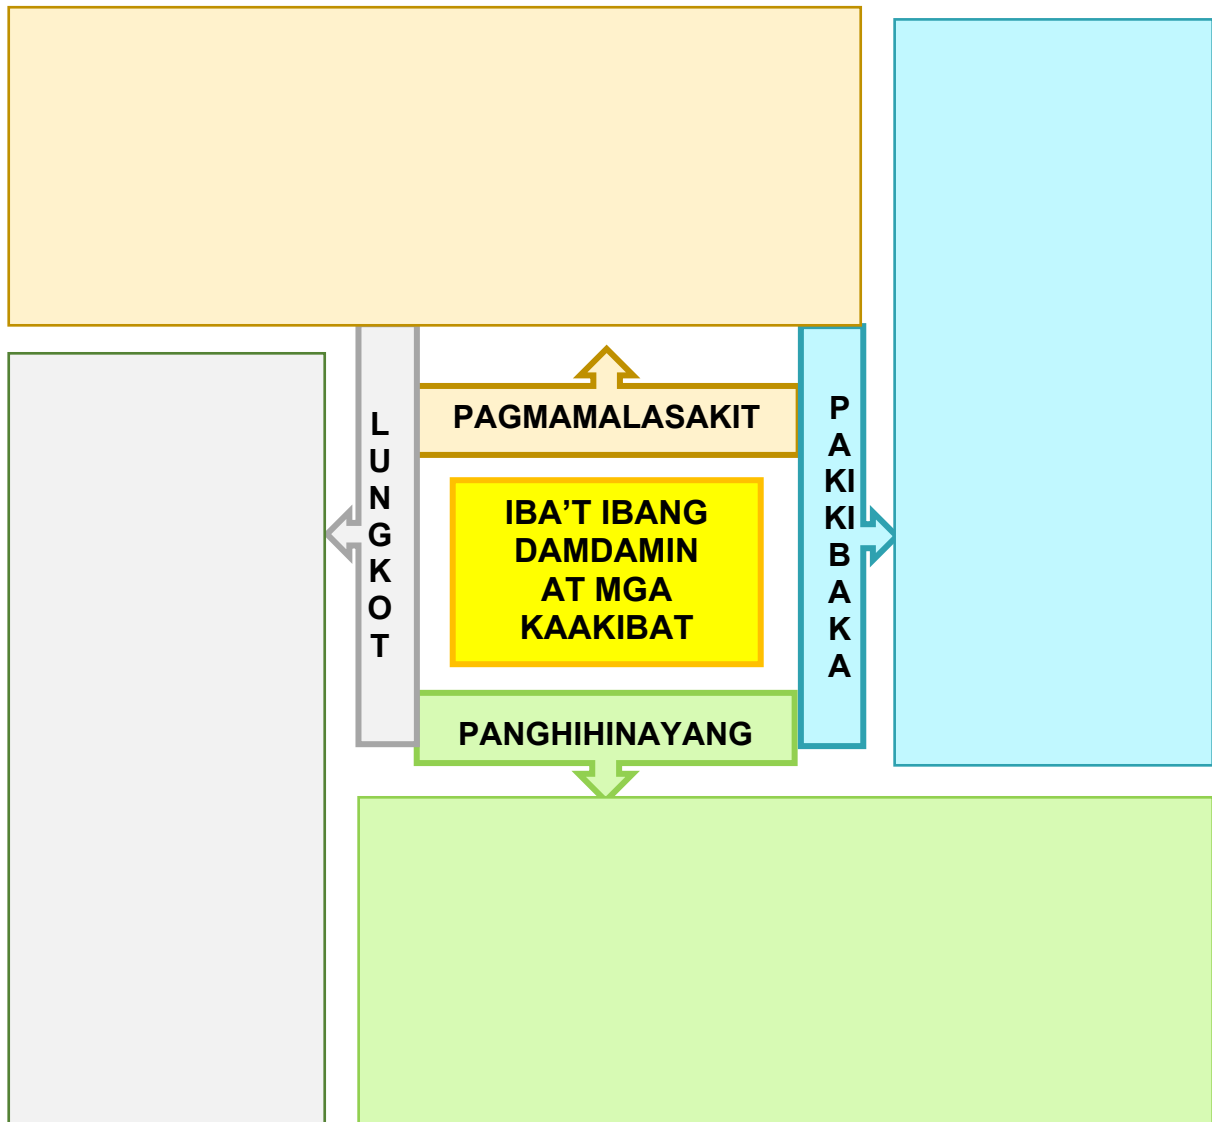 PAGMAMALASAKIT
L
U
N
G
K
O
T
IBA'T IBANG
DAMDAMIN
AT MGA
KAAKIBAT
P
A
KI
KI
B
A
K
A
PANGHIHINAYANG